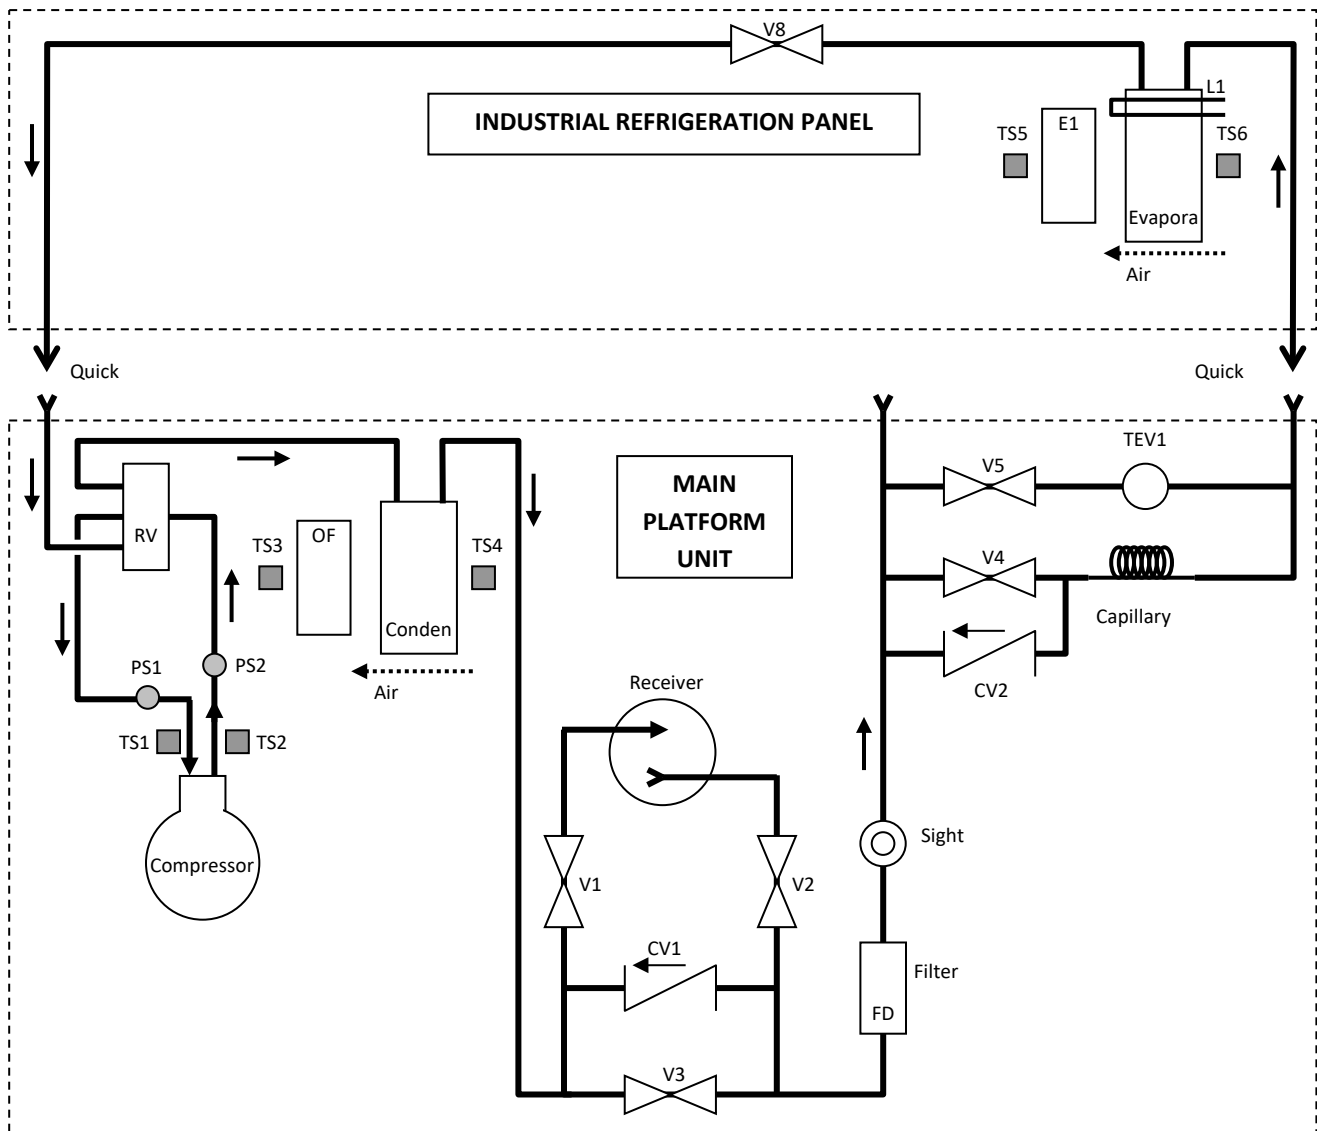 V8
L1
INDUSTRIAL REFRIGERATION PANEL
E1
TS5
TS6
Evapora
Air
Quick
Quick
TEV1
V5
MAIN
PLATFORM
UNIT
RV
OF
TS3
TS4
V4
Capillary
Conden
PS1
PS2
Air
Receiver
CV2
TS1
TS2
Sight
Compressor
V1
V2
CV1
Filter
FD
V3